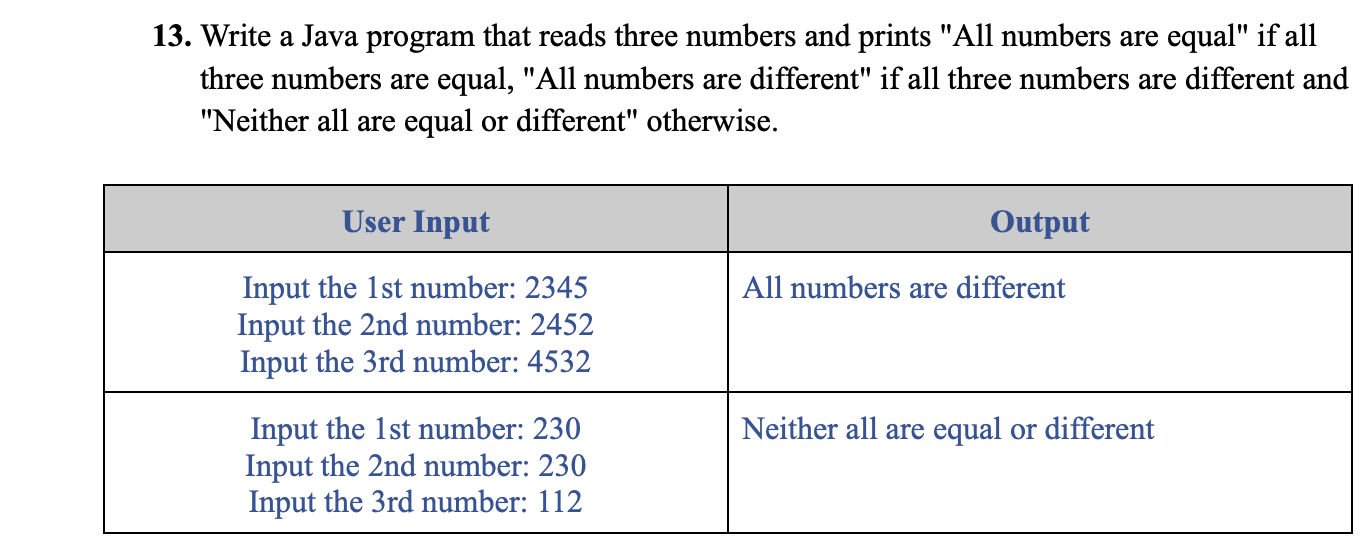 13. Write a Java program that reads three numbers and prints "All numbers are equal" if all
three numbers are equal, "All numbers are different" if all three numbers are different and
"Neither all are equal or different" otherwise.
User Input
Output
Input the 1st number: 2345
Input the 2nd number: 2452
Input the 3rd number: 4532
All numbers are different
Input the 1st number: 230
Input the 2nd number: 230
Input the 3rd number: 112
Neither all are equal or different